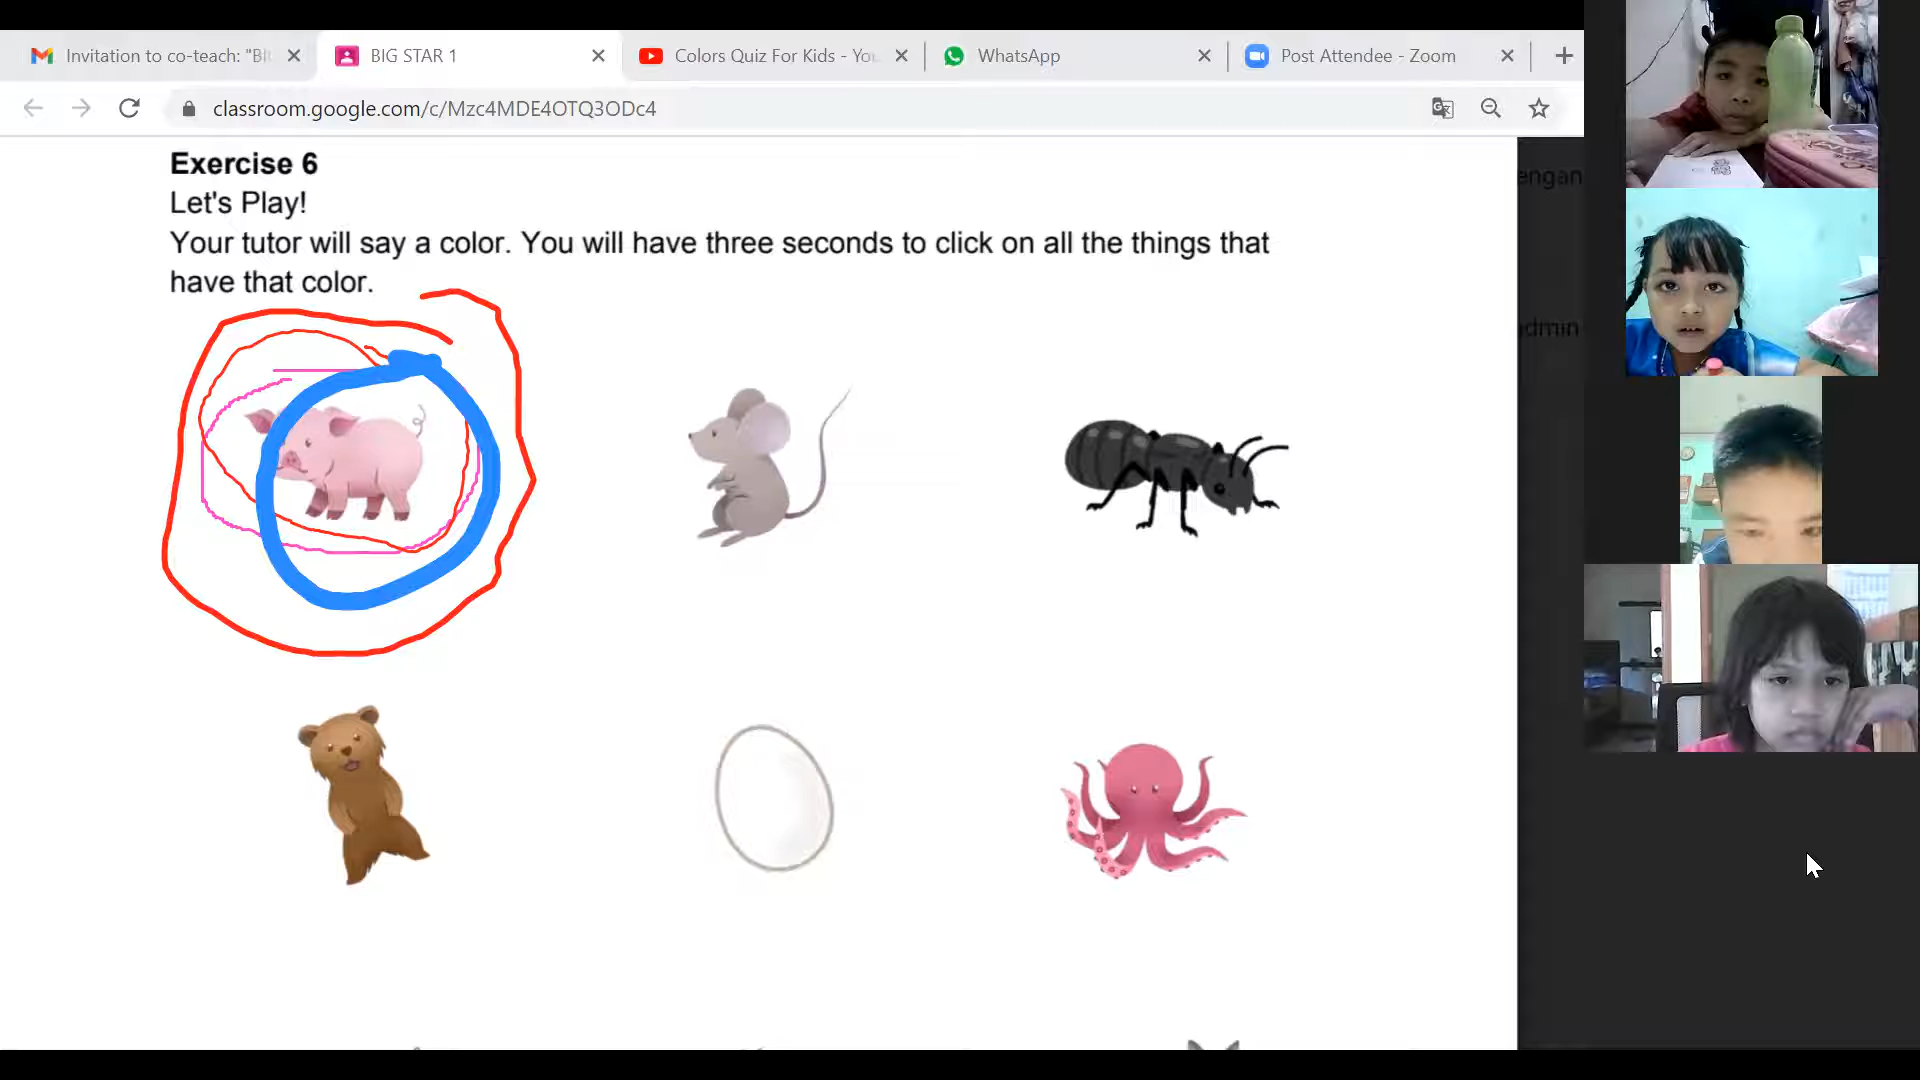 Invitation to co-teach: "BI
BIG STAR 1
Colors Quiz For Kids - You
WhatsApp
Post Attendee - Zoom
classroom.google.com/c/Mzc4MDE4OTQ3ODc4
Exercise 6
Let's Play!
Your tutor will say a color. You will have three seconds to click on all the things that
have that color.
engan
admin